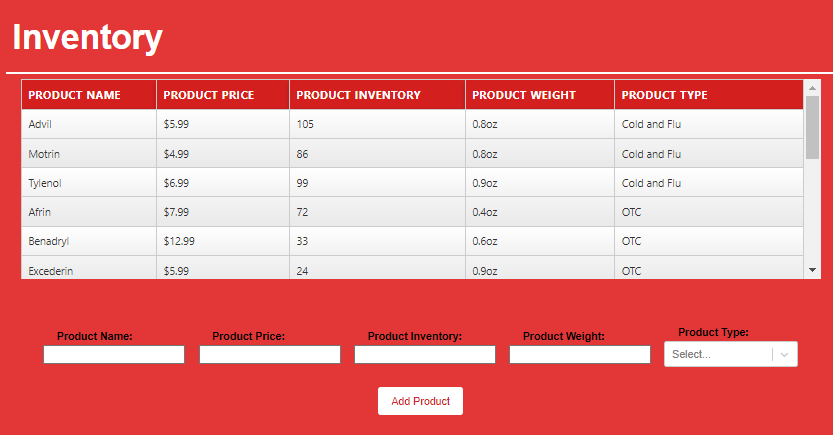 Inventory
PRODUCT NAME PRODUCT PRICE PRODUCT INVENTORY PRODUCT WEIGHT PRODUCT TYPE
Advil $5.99 105 0.8oz Cold and Flu
Motrin $4.99 86 0.8oz Cold and Flu
Tylenol $6.99 99 0.9oz Cold and Flu
Afrin $7.99 72 0.4oz OTC
Benadryl $12.99 33 0.6oz OTC
Excederin $5.99 24 0.9oz OTC
Product Name: Product Price: Product Inventory: Product Weight: Product Type:
Select...
Add Product